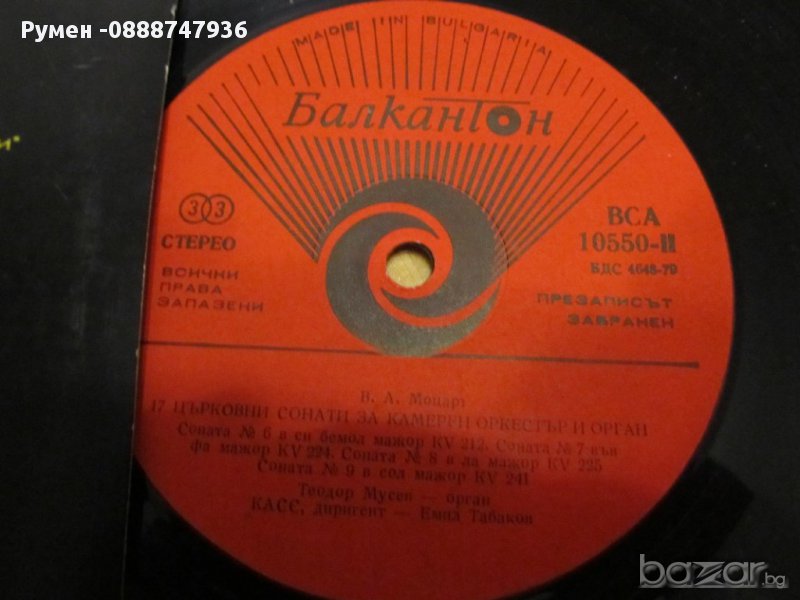 Румен -0888747936
MADE IN BULGARIA
Балкантон
33
СТЕРЕО
ВСИЧКИ
ПРАВА
ЗАПАЗЕНИ
ВСА
10550-II
БДС 4648-79
ПРЕЗАПИСЪТ
ЗАБРАНЕН
В. А. Моцарт
17 ЦЪРКОВНИ СОНАТИ ЗА КАМЕРЕН ОРКЕСТЪР И ОРГАН
Соната № 6 в си бемол мажор KV 212. Соната № 7 във
фа мажор KV 224. Соната № 8 в ла мажор KV 225
Соната № 9 в сол мажор KV 241
Теодор Мусев — орган
КАСС, диригент — Емил Табаков
bazar.bg